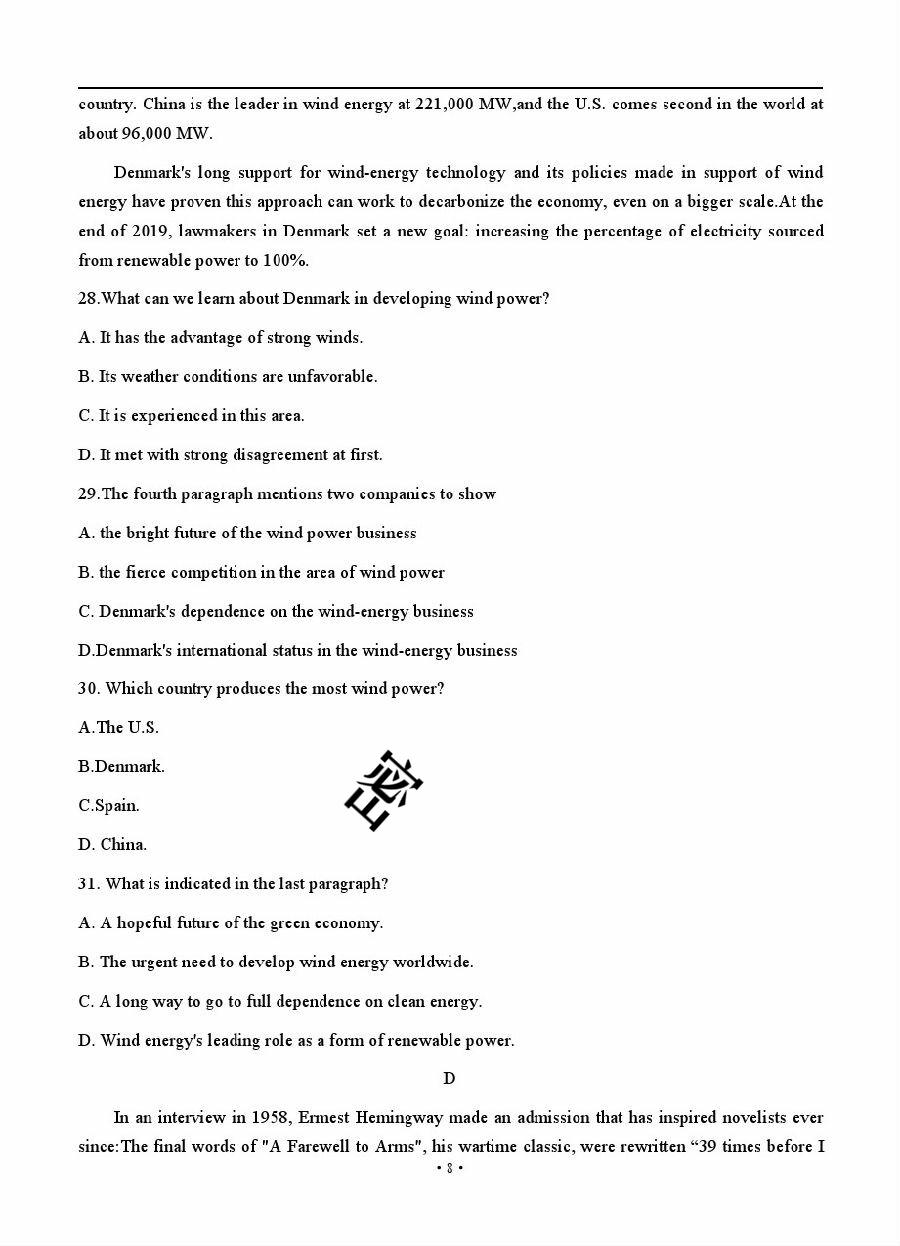 country. China is the leader in wind energy at 221,000 MW,and the U.S. comes second in the world at
about 96,000 MW.
Denmark's long support for wind-energy technology and its policies made in support of wind
energy have proven this approach can work to decarbonize the economy, even on a bigger scale.At the
end of 2019, lawmakers in Denmark set a new goal: increasing the percentage of electricity sourced
from renewable power to 100%.
28.What can we learn about Denmark in developing wind power?
A. It has the advantage of strong winds.
B. Its weather conditions are unfavorable.
C. It is experienced in this area.
D. It met with strong disagreement at first.
29.The fourth paragraph mentions two companies to show
A. the bright future of the wind power business
B. the fierce competition in the area of wind power
C. Denmark's dependence on the wind-energy business
D.Denmark's international status in the wind-energy business
30. Which country produces the most wind power?
A.The U.S.
B.Denmark.
密
C.Spain.
D. China.
31. What is indicated in the last paragraph?
A. A hopeful future of the green economy.
B. The urgent need to develop wind energy worldwide.
C. A long way to go to full dependence on clean energy.
D. Wind energy's leading role as a form of renewable power.
D
In an interview in 1958, Ermest Hemingway made an admission that has inspired novelists ever
since:The final words of "A Farewell to Arms", his wartime classic, were rewritten “39 times before I
• 8 •